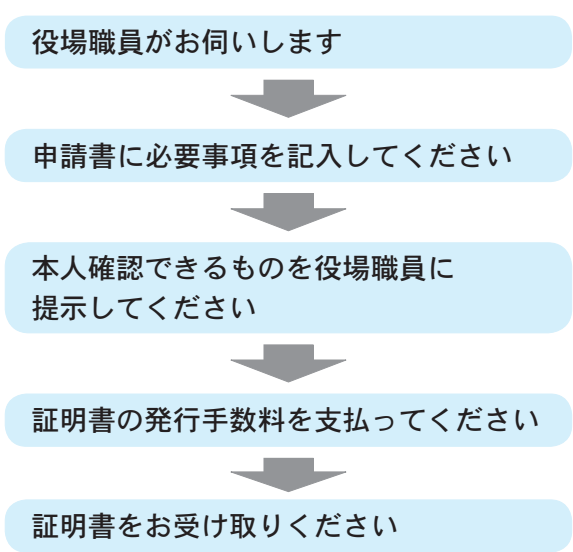 役場職員がお伺いします
申請書に必要事項を記入してください
本人確認できるものを役場職員に
提示してください
証明書の発行手数料を支払ってください
証明書をお受け取りください